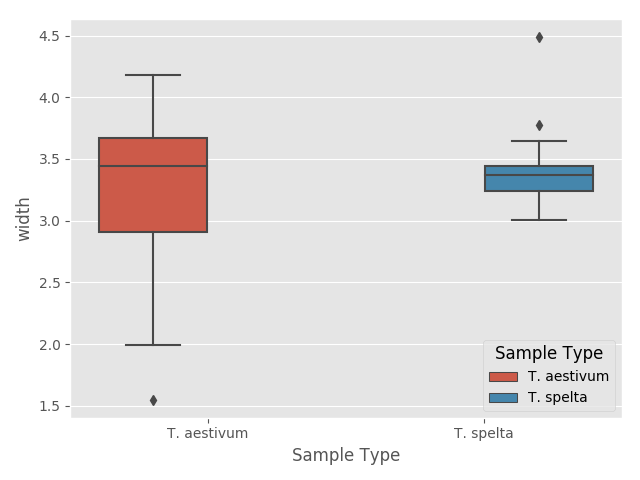 4.5
4.0
3.5
3.0
2.5
2.0
1.5
width
Sample Type
T. aestivum
T. spelta
T. aestivum
T. spelta
Sample Type